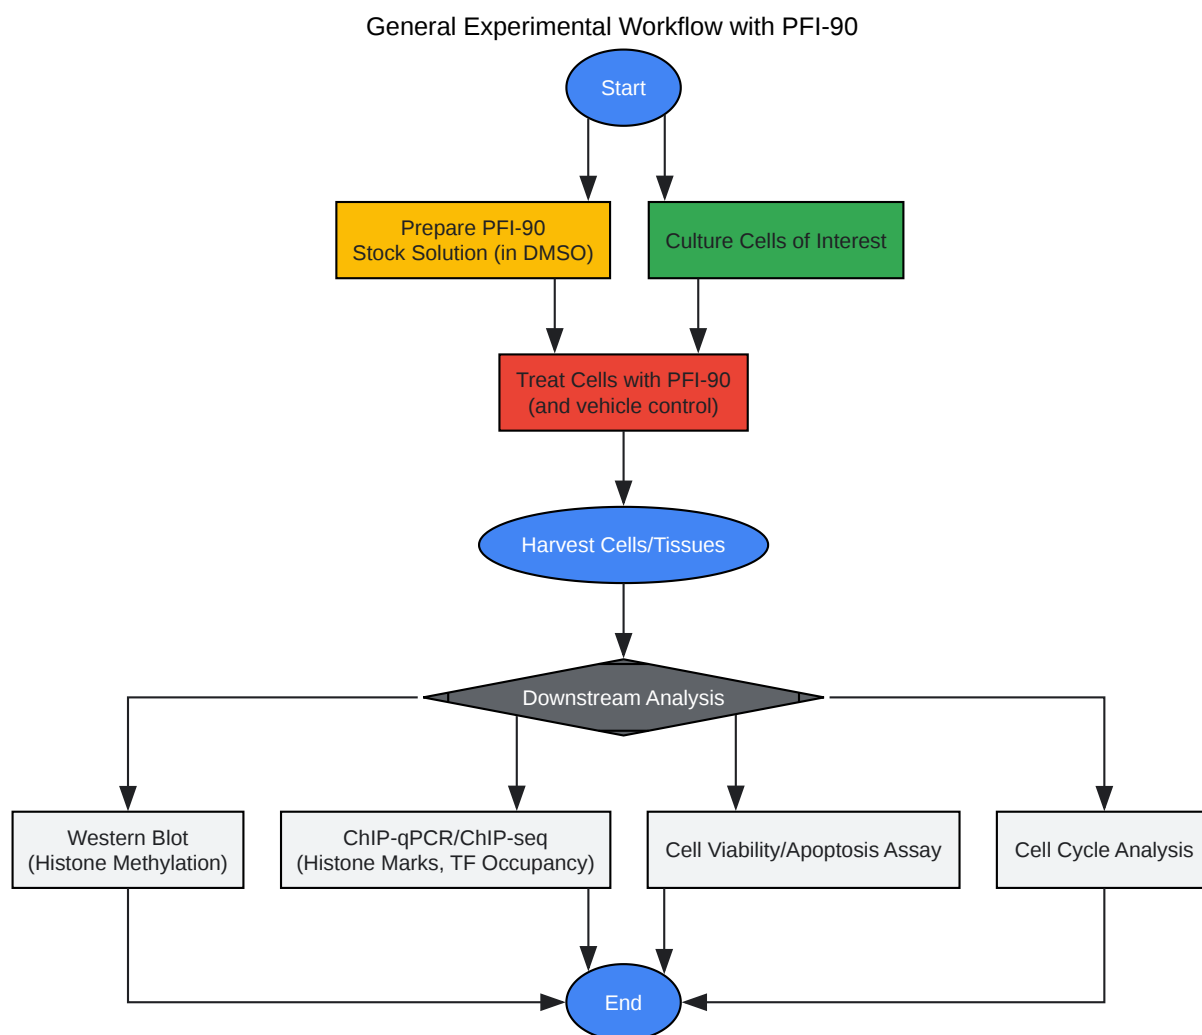 General Experimental Workflow with PFI-90
Start
Prepare PFI-90
Stock Solution (in DMSO)
Culture Cells of Interest
Treat Cells with PFI-90
(and vehicle control)
Harvest Cells/Tissues
Downstream Analysis
Western Blot
(Histone Methylation)
ChIP-qPCR/ChIP-seq
(Histone Marks, TF Occupancy)
Cell Viability/Apoptosis Assay
Cell Cycle Analysis
End